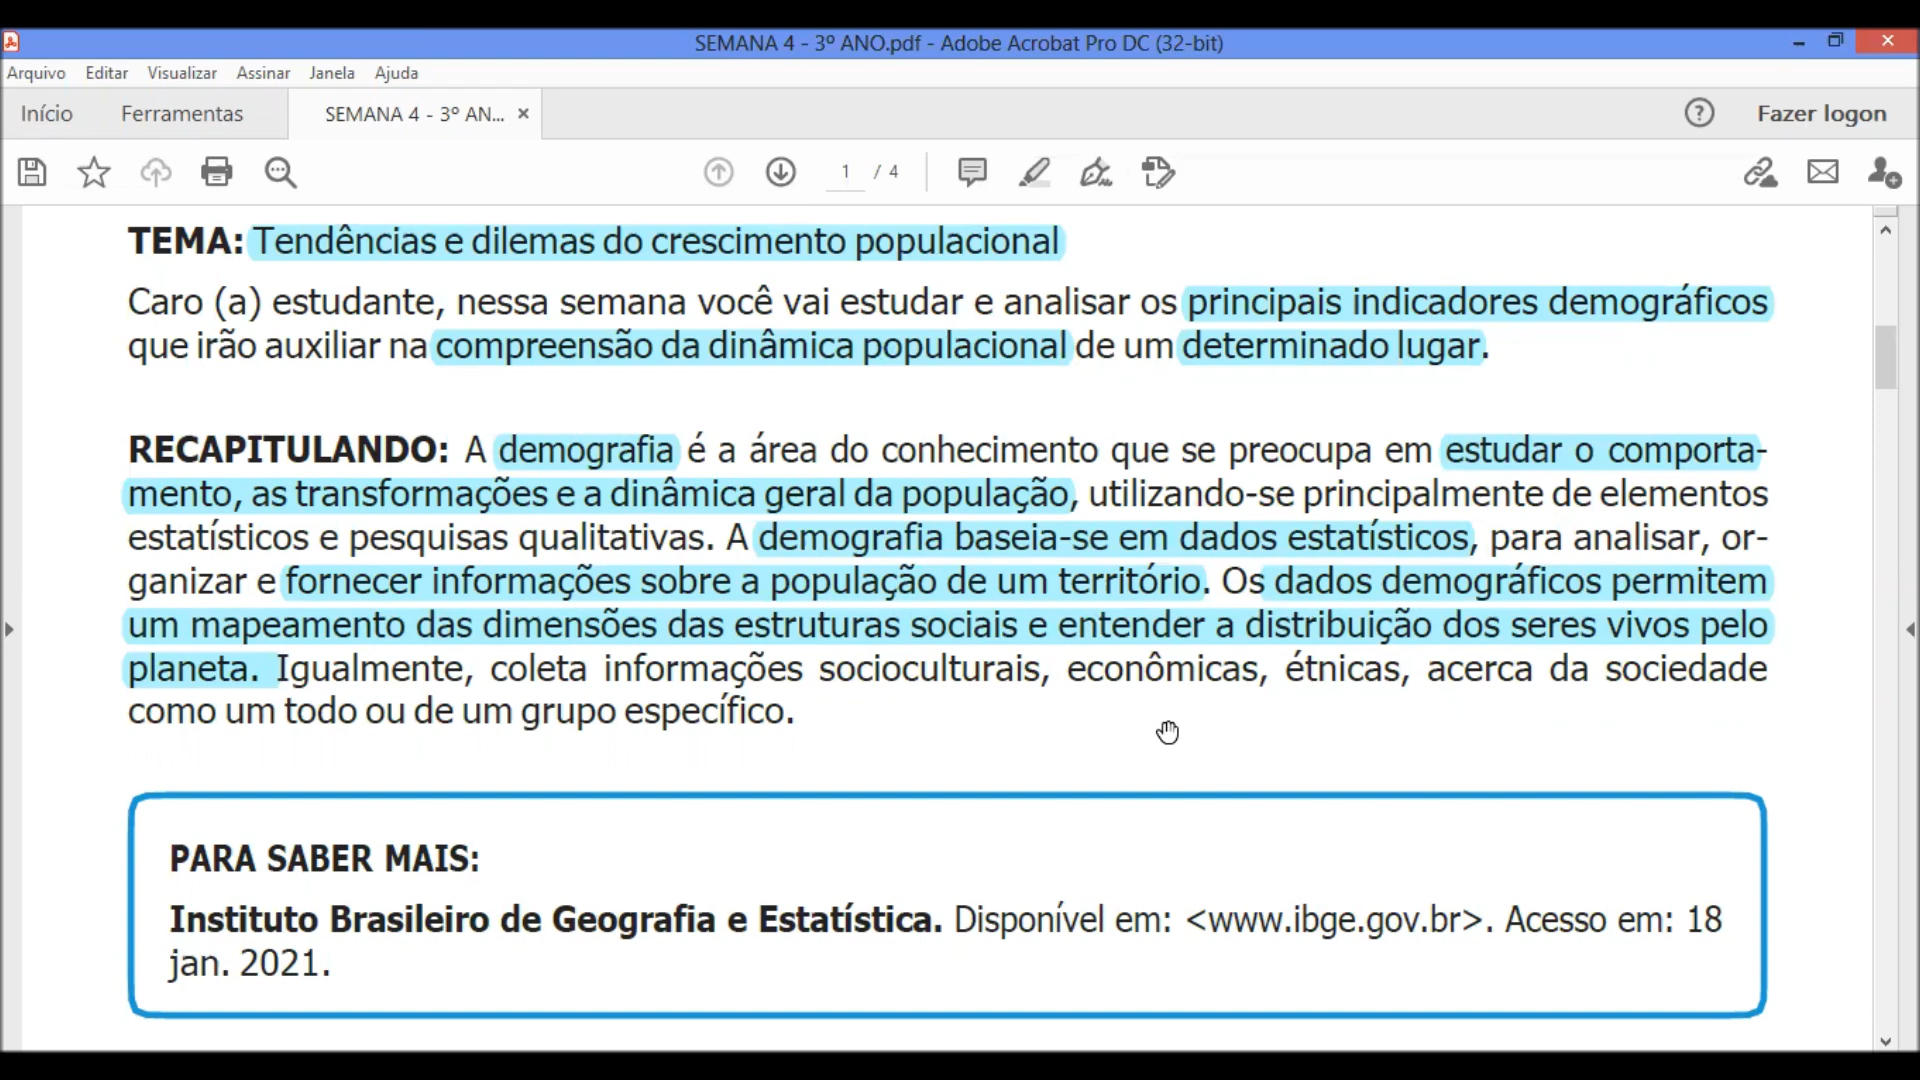 SEMANA 4 - 3º ANO.pdf - Adobe Acrobat Pro DC (32-bit)
Arquivo Editar Visualizar Assinar Janela Ajuda
Início Ferramentas SEMANA 4 - 3º AN... × ? Fazer logon
1 / 4
TEMA: Tendências e dilemas do crescimento populacional
Caro (a) estudante, nessa semana você vai estudar e analisar os principais indicadores demográficos
que irão auxiliar na compreensão da dinâmica populacional de um determinado lugar.
RECAPITULANDO: A demografia é a área do conhecimento que se preocupa em estudar o comporta-
mento, as transformações e a dinâmica geral da população, utilizando-se principalmente de elementos
estatísticos e pesquisas qualitativas. A demografia baseia-se em dados estatísticos, para analisar, or-
ganizar e fornecer informações sobre a população de um território. Os dados demográficos permitem
um mapeamento das dimensões das estruturas sociais e entender a distribuição dos seres vivos pelo
planeta. Igualmente, coleta informações socioculturais, econômicas, étnicas, acerca da sociedade
como um todo ou de um grupo específico.
PARA SABER MAIS:
Instituto Brasileiro de Geografia e Estatística. Disponível em: <www.ibge.gov.br>. Acesso em: 18
jan. 2021.